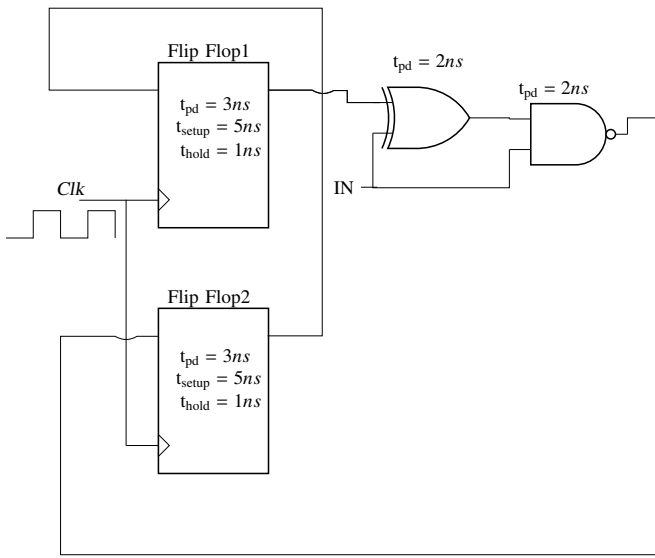 Flip Flop1
t_pd = 3ns
t_setup = 5ns
t_hold = 1ns
t_pd = 2ns
t_pd = 2ns
Clk
IN
Flip Flop2
t_pd = 3ns
t_setup = 5ns
t_hold = 1ns